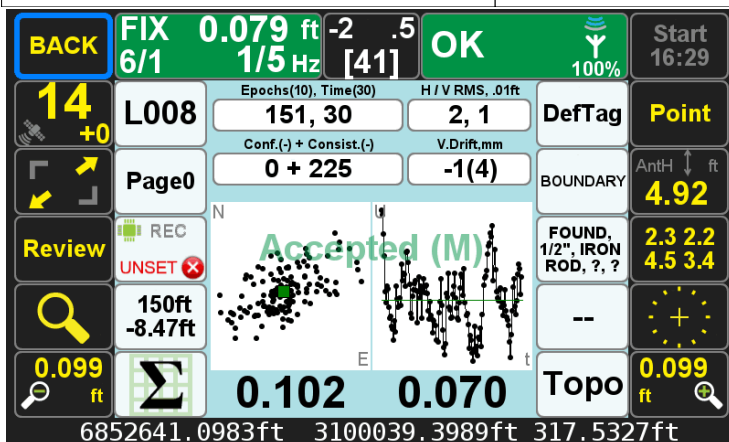 BACK
FIX 0.079 ft
6/1 1/5 Hz
-2 .5
[41]
OK
100%
Start
16:29
14
+0
L008
Epochs(10), Time(30)
151, 30
H / V RMS, .01ft
2, 1
DefTag
Point
Page0
Conf.(-) + Consist.(-)
0 + 225
V.Drift,mm
-1(4)
BOUNDARY
AntH ft
4.92
Review
REC
UNSET
N
U
Accepted (M)
FOUND,
1/2", IRON
ROD, ?, ?
2.3 2.2
4.5 3.4
150ft
-8.47ft
--
E
t
0.099
ft
Σ
0.102
0.070
Topo
0.099
ft
6852641.0983ft 3100039.3989ft 317.5327ft